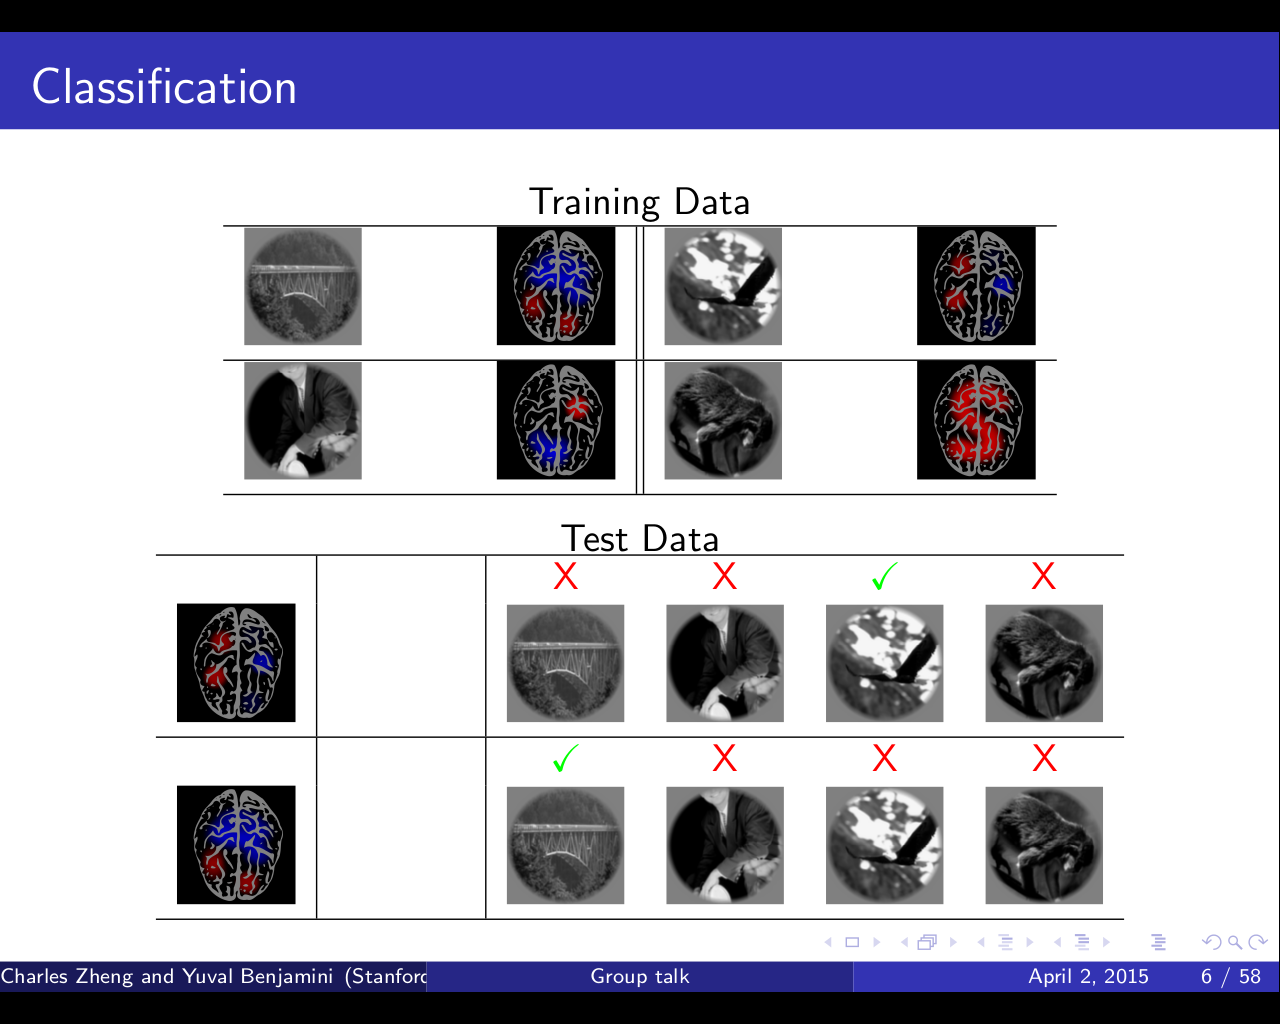 Classification
Training Data
Test Data
X X ✓ X
✓ X X X
Charles Zheng and Yuval Benjamini (Stanford Group talk April 2, 2015 6 / 58